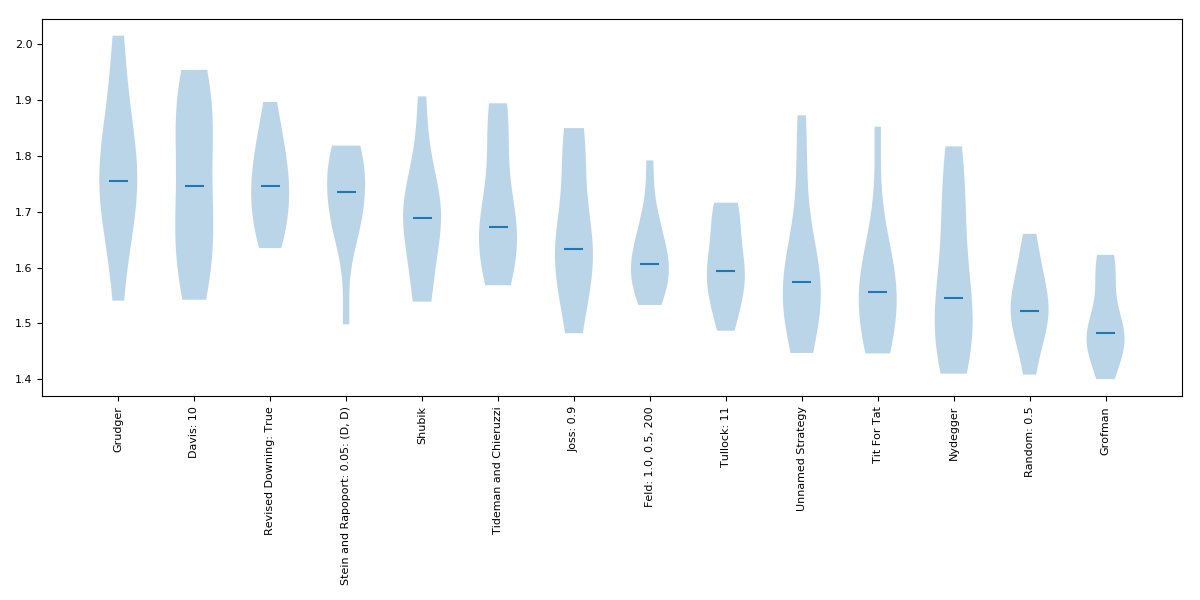 2.0
1.9
1.8
1.7
1.6
1.5
1.4
Grudger
Davis: 10
Revised Downing: True
Stein and Rapoport: 0.05: (D, D)
Shubik
Tideman and Chieruzzi
Joss: 0.9
Feld: 1.0, 0.5, 200
Tullock: 11
Unnamed Strategy
Tit For Tat
Nydegger
Random: 0.5
Grofman